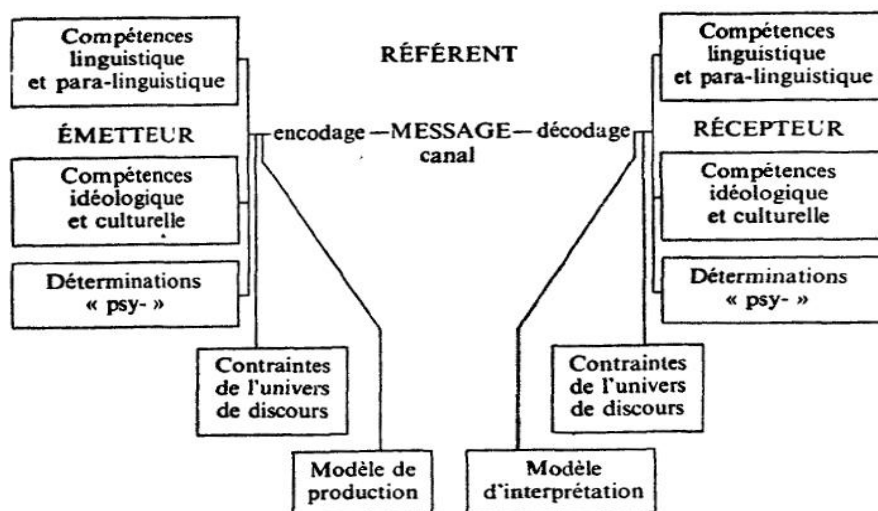 Compétences
linguistique
et para-linguistique
RÉFÉRENT
Compétences
linguistique
et para-linguistique
ÉMETTEUR
encodage — MESSAGE — décodage
canal
RÉCEPTEUR
Compétences
idéologique
et culturelle
Compétences
idéologique
et culturelle
Déterminations
« psy- »
Déterminations
« psy- »
Contraintes
de l'univers
de discours
Contraintes
de l'univers
de discours
Modèle de
production
Modèle
d'interprétation